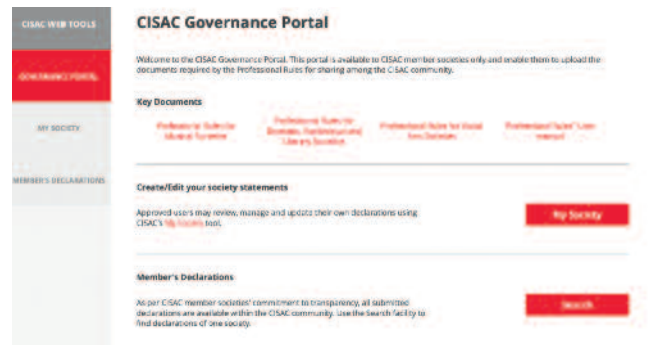 CISAC WEB TOOLS
GOVERNANCE PORTAL
MY SOCIETY
MEMBER'S DECLARATIONS
CISAC Governance Portal
Welcome to the CISAC Governance Portal. This portal is available to CISAC member societies only and enable them to upload the
documents required by the Professional Rules for sharing among the CISAC community.
Key Documents
Professional Rules for
Musical Societies
Professional Rules for
Dramatic, Audiovisual and
Literary Societies
Professional Rules for Visual
Arts Societies
Professional Rules' User
manual
Create/Edit your society statements
Approved users may review, manage and update their own declarations using
CISAC's My Society tool.
My Society
Member's Declarations
As per CISAC member societies' commitment to transparency, all submitted
declarations are available within the CISAC community. Use the Search facility to
find declarations of one society.
Search